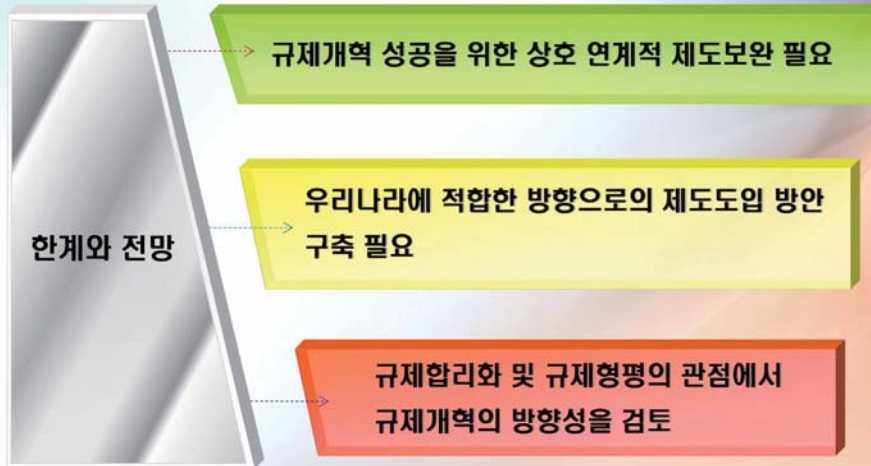 한계와 전망
규제개혁 성공을 위한 상호 연계적 제도보완 필요
우리나라에 적합한 방향으로의 제도도입 방안
구축 필요
규제합리화 및 규제형평의 관점에서
규제개혁의 방향성을 검토